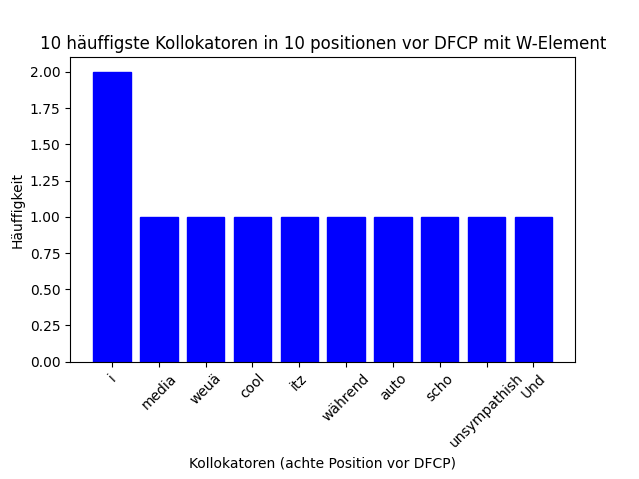 10 häuffigste Kollokatoren in 10 positionen vor DFCP mit W-Element
Häuffigkeit
2.00
1.75
1.50
1.25
1.00
0.75
0.50
0.25
0.00
i
media
weuä
cool
itz
während
auto
scho
unsympathish
Und
Kollokatoren (achte Position vor DFCP)